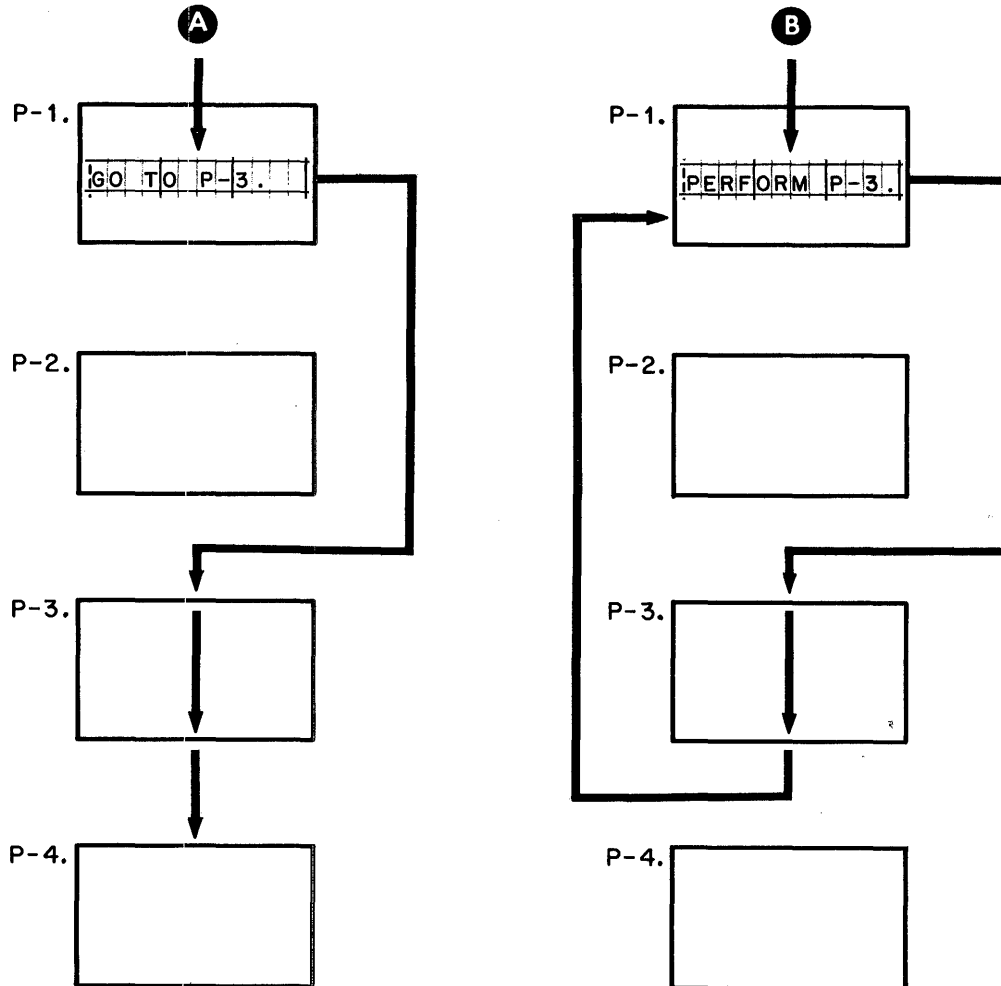 A
P-1.
GO TO P-3.
P-2.
P-3.
P-4.
B
P-1.
PERFORM P-3.
P-2.
P-3.
P-4.